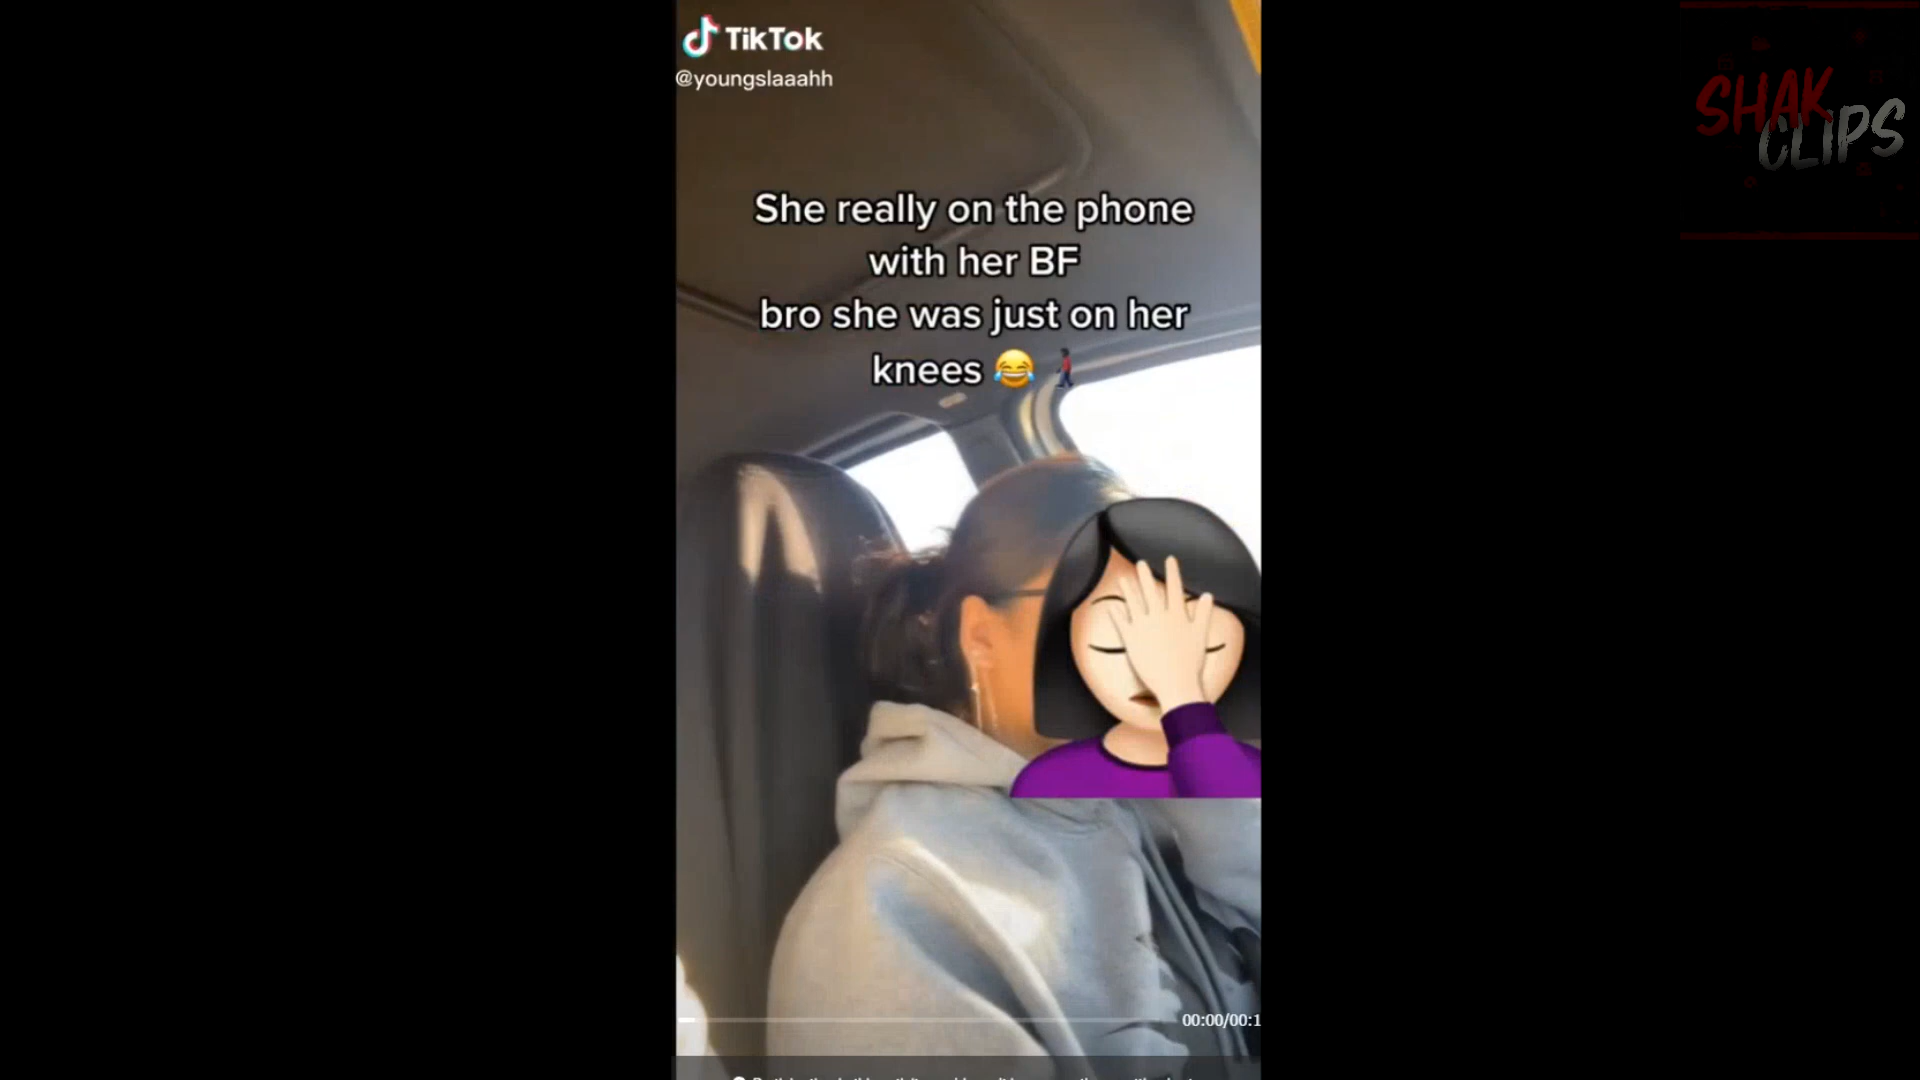 TikTok
@youngslaaahh
SHAK
CLIPS
She really on the phone
with her BF
bro she was just on her
knees 😂 🚶🏿
00:00/00:1